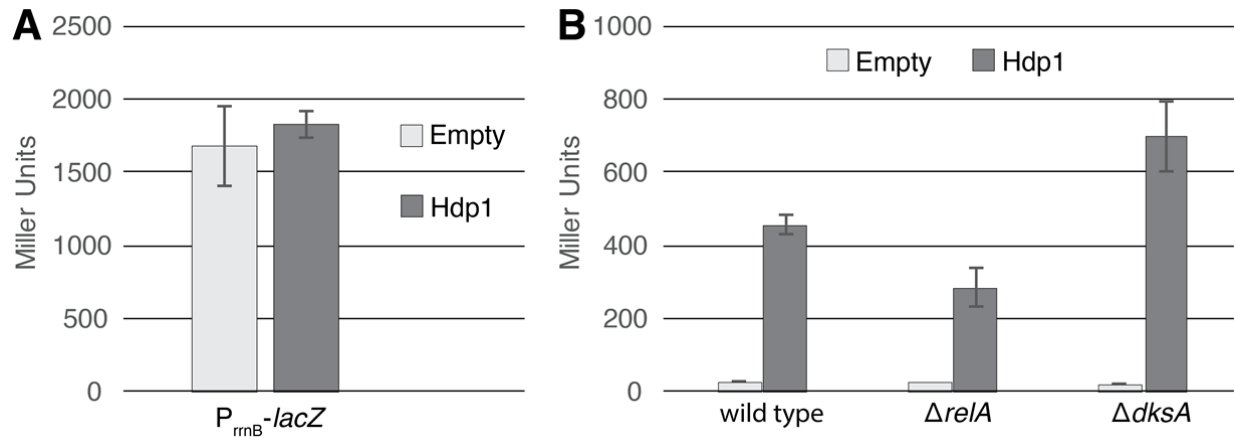 A
2500
2000
1500
1000
500
0
Miller Units
Empty
Hdp1
PrrnB-lacZ
B
1000
800
600
400
200
0
Miller Units
Empty Hdp1
wild type ΔrelA ΔdksA